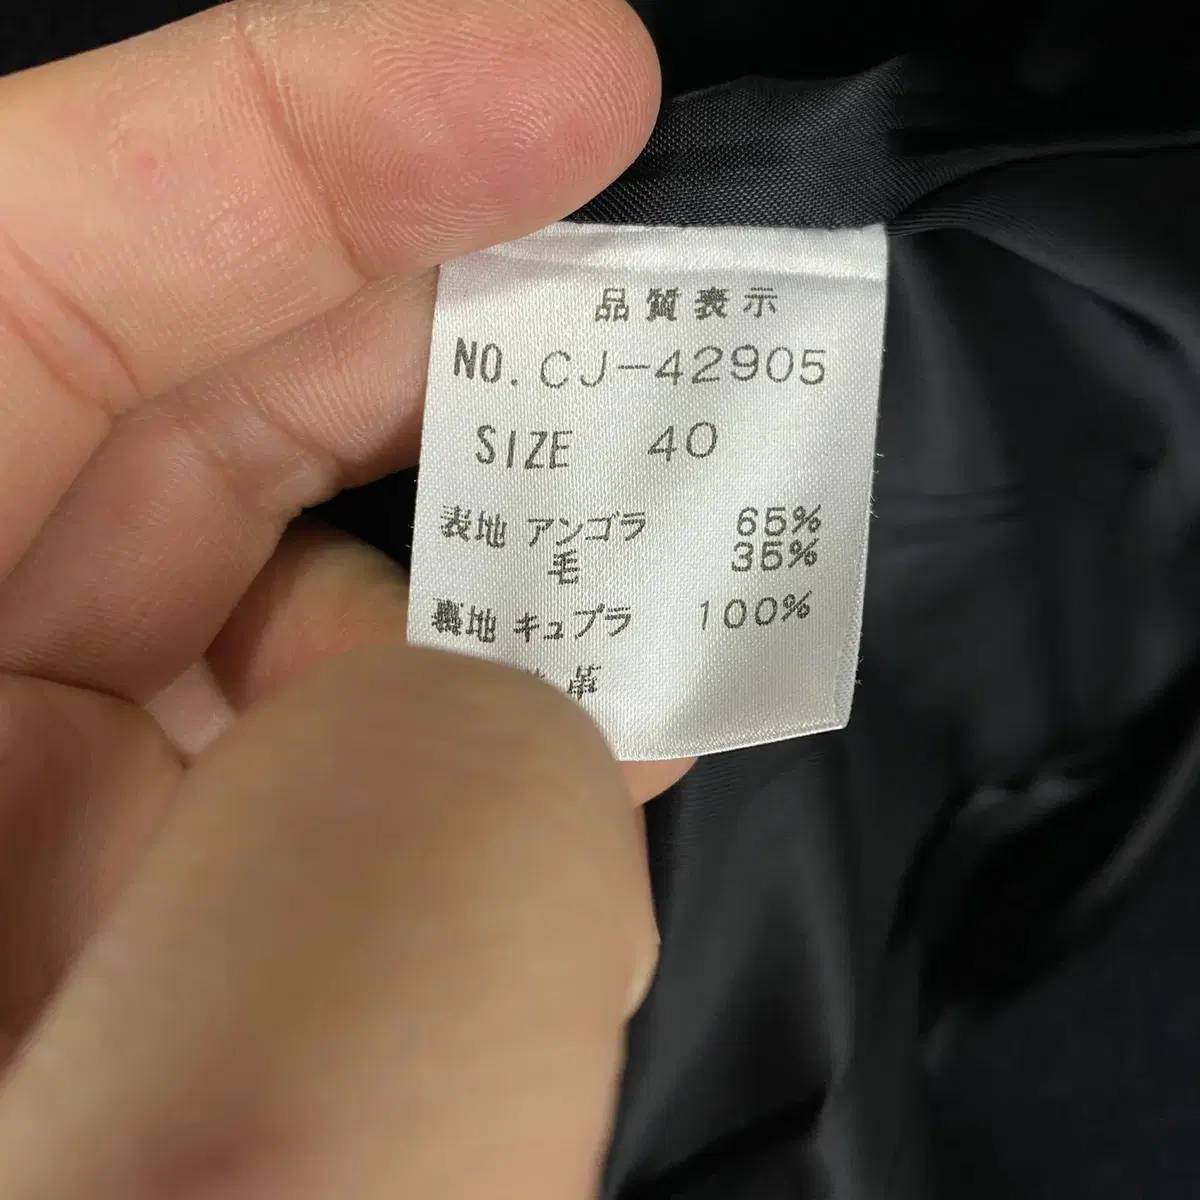 品質表示
NO. CJ-42905
SIZE 40
表地 アンゴラ 65%
毛 35%
裏地 キュプラ 100%